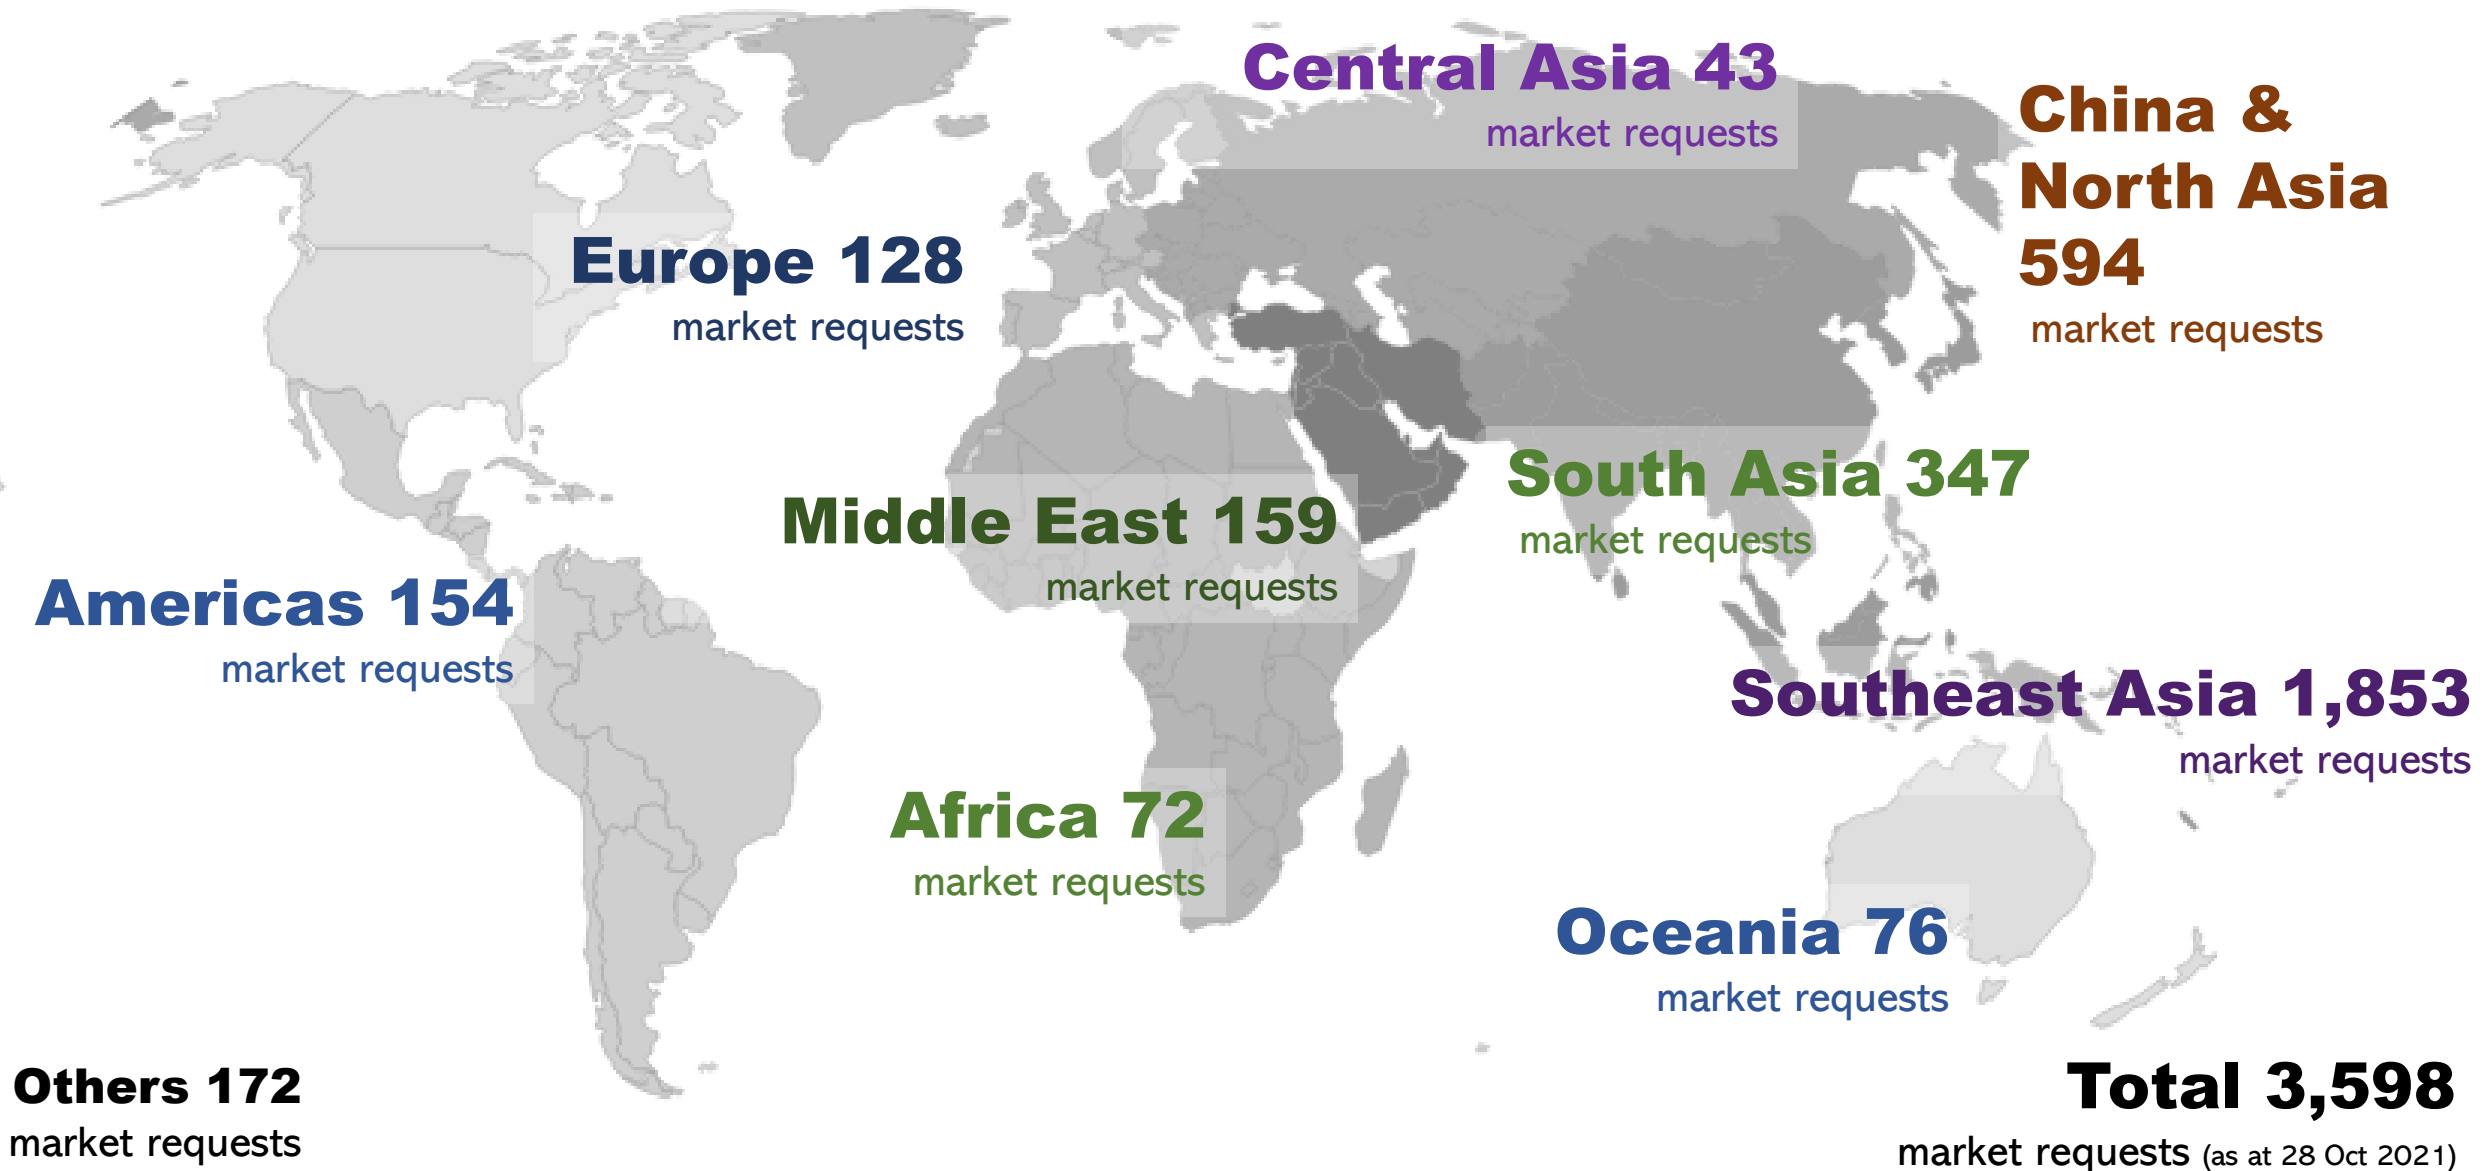 Central Asia 43
market requests
China &
North Asia
594
market requests
Europe 128
market requests
South Asia 347
market requests
Middle East 159
market requests
Americas 154
market requests
Southeast Asia 1,853
market requests
Africa 72
market requests
Oceania 76
market requests
Others 172
market requests
Total 3,598
market requests (as at 28 Oct 2021)